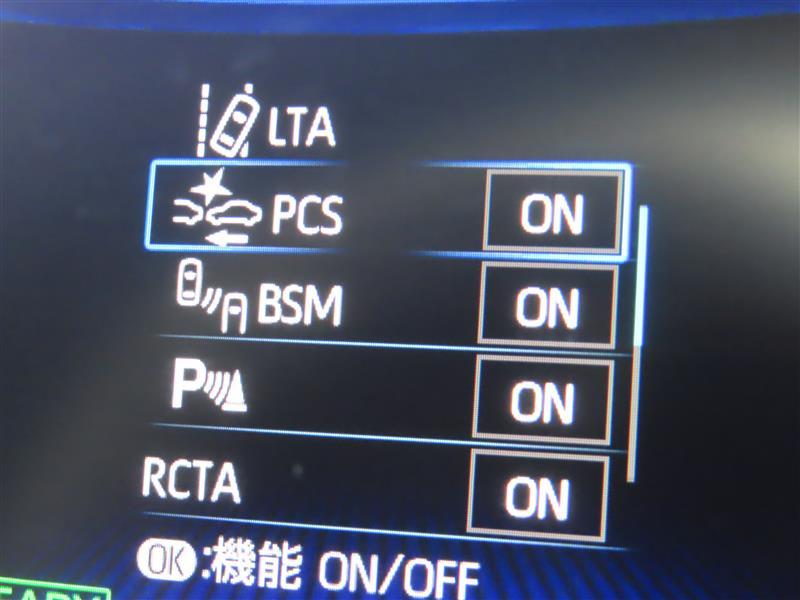 LTA
PCS ON
BSM ON
P ON
RCTA ON
OK:機能 ON/OFF